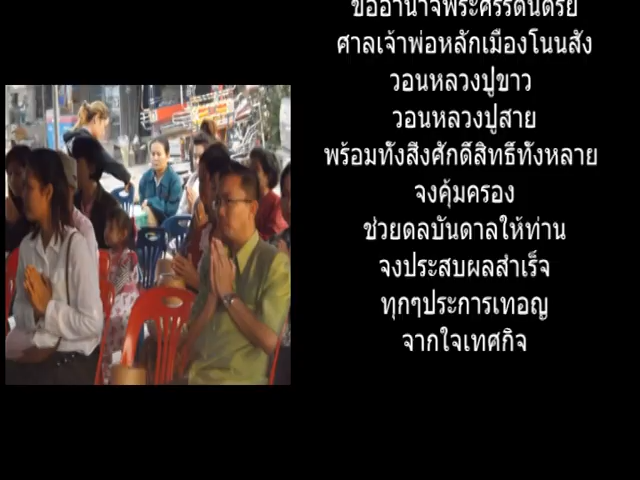 ขออำนาจพระศรีรัตนตรัย
ศาลเจ้าพ่อหลักเมืองโนนสัง
วอนหลวงปู่ขาว
วอนหลวงปู่สาย
พร้อมทั้งสิ่งศักดิ์สิทธิ์ทั้งหลาย
จงคุ้มครอง
ช่วยดลบันดาลให้ท่าน
จงประสบผลสำเร็จ
ทุกๆประการเทอญ
จากใจเทศกิจ